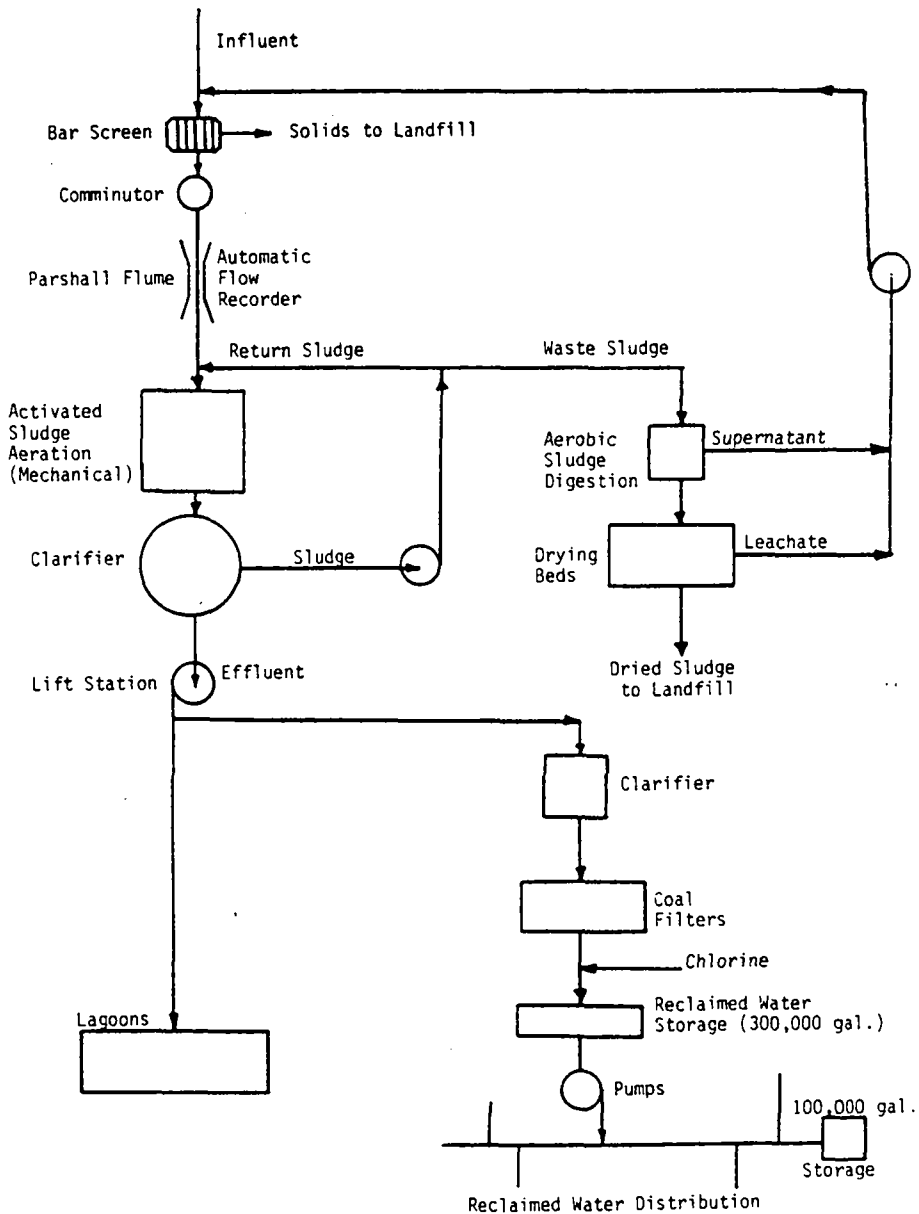 Influent
Bar Screen
Solids to Landfill
Comminutor
Parshall Flume
Automatic
Flow
Recorder
Return Sludge
Waste Sludge
Activated
Sludge
Aeration
(Mechanical)
Aerobic
Sludge
Digestion
Supernatant
Clarifier
Sludge
Drying
Beds
Leachate
Lift Station
Effluent
Dried Sludge
to Landfill
Clarifier
Coal
Filters
Chlorine
Lagoons
Reclaimed Water
Storage (300,000 gal.)
Pumps
100,000 gal.
Storage
Reclaimed Water Distribution